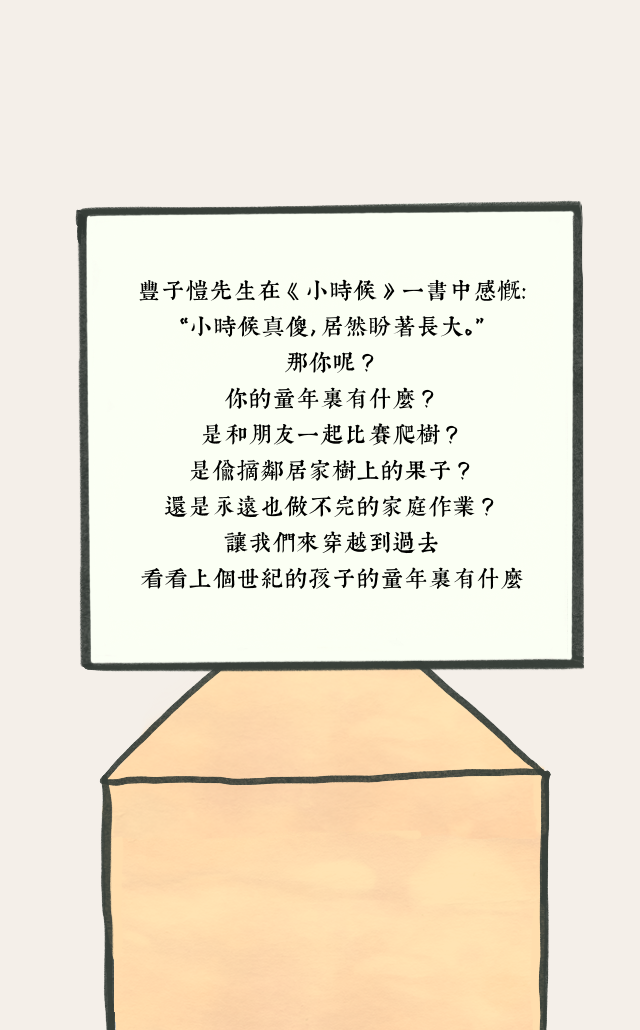 豐子愷先生在《小時候》一書中感慨:
“小時候真傻,居然盼著長大。”
那你呢?
你的童年裏有什麼?
是和朋友一起比賽爬樹?
是偷摘鄰居家樹上的果子?
還是永遠也做不完的家庭作業?
讓我們來穿越到過去
看看上個世紀的孩子的童年裏有什麼